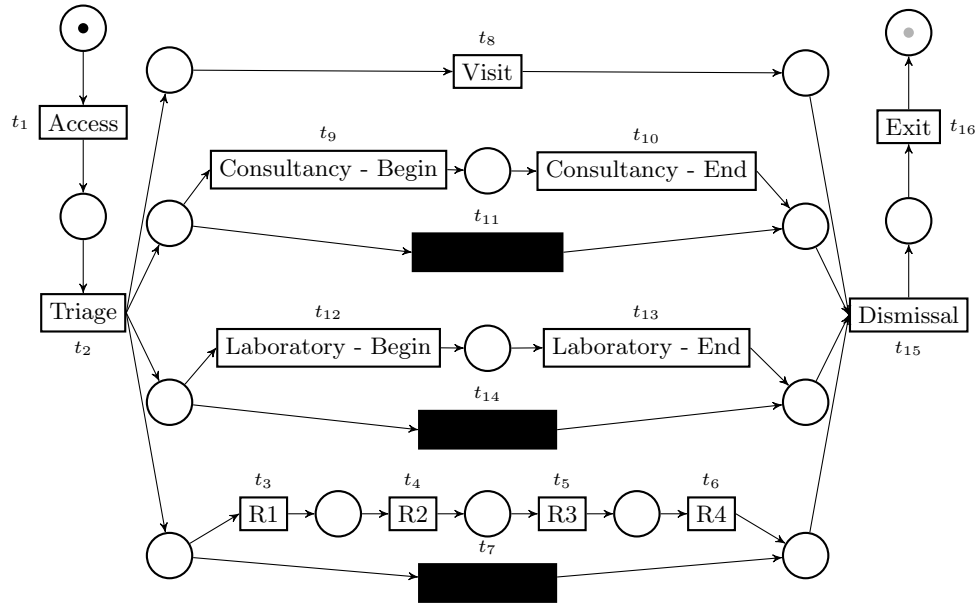 t8
Visit
t1
Access
Exit
t16
t9
t10
Consultancy - Begin
Consultancy - End
t11
t12
t13
Triage
Dismissal
t2
Laboratory - Begin
Laboratory - End
t15
t14
t3
t4
t5
t6
R1
R2
R3
R4
t7